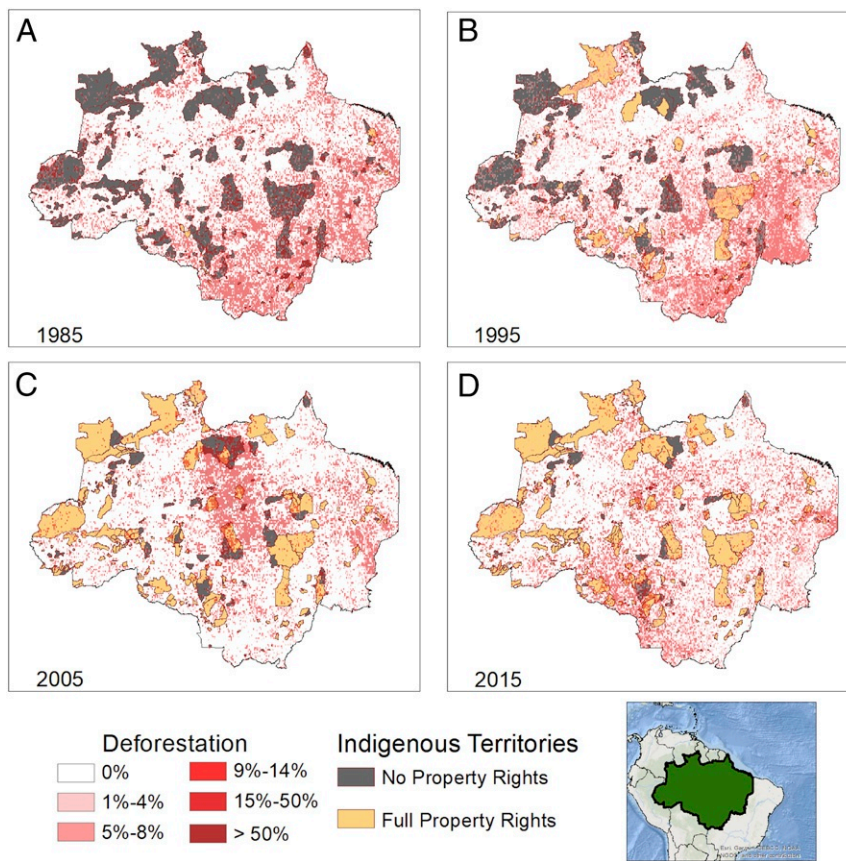 A
B
1985
1995
C
D
2005
2015
Deforestation
0%
1%-4%
5%-8%
9%-14%
15%-50%
> 50%
Indigenous Territories
No Property Rights
Full Property Rights